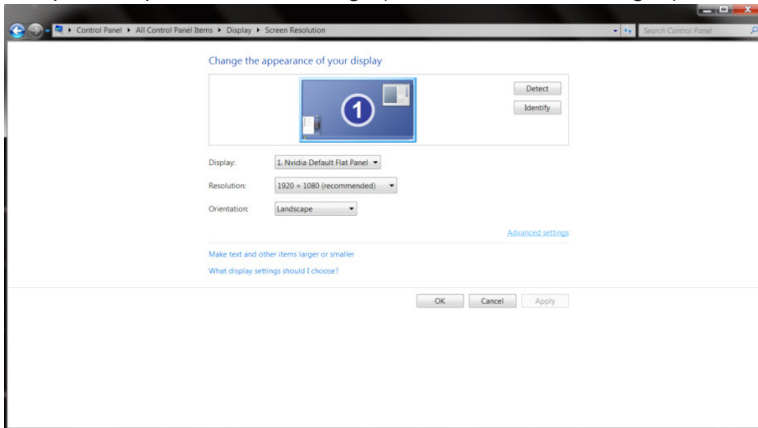 Control Panel ▸ All Control Panel Items ▸ Display ▸ Screen Resolution
Search Control Panel
Change the appearance of your display
1
Detect
Identify
Display: 1. Nvidia Default Flat Panel
Resolution: 1920 × 1080 (recommended)
Orientation: Landscape
Advanced settings
Make text and other items larger or smaller
What display settings should I choose?
OK Cancel Apply